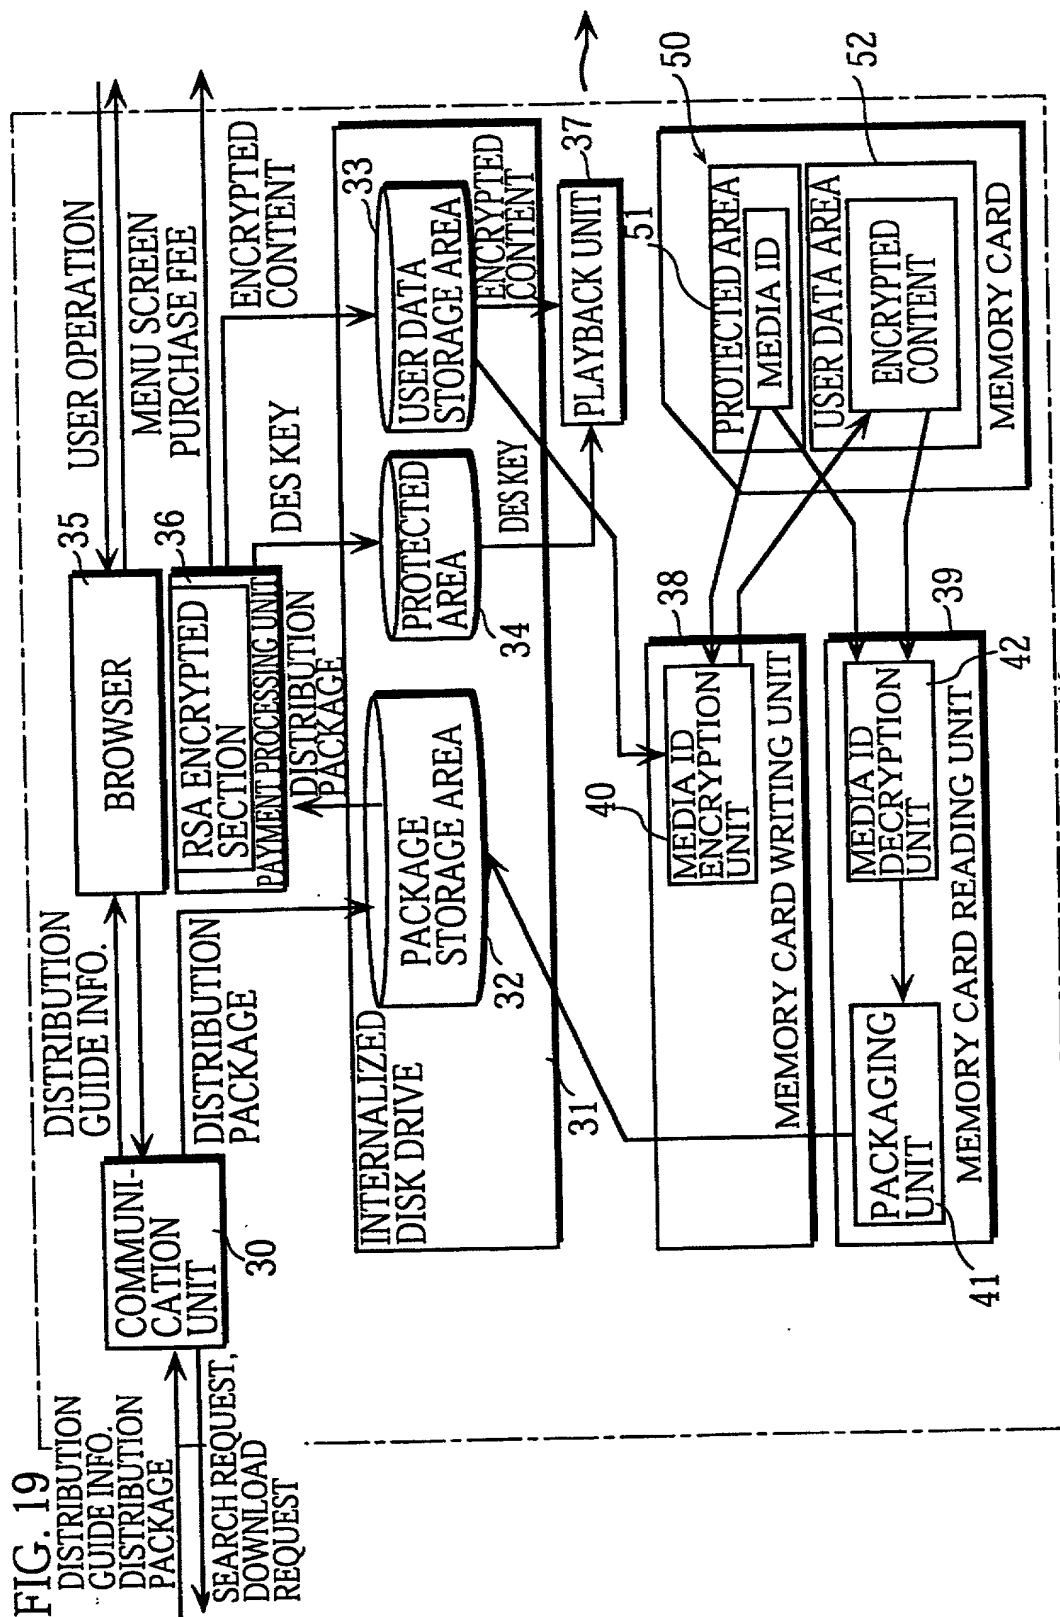 FIG. 19
DISTRIBUTION
GUIDE INFO.
DISTRIBUTION
PACKAGE
SEARCH REQUEST,
DOWNLOAD
REQUEST
COMMUNI-
CATION
UNIT
30
DISTRIBUTION
GUIDE INFO.
DISTRIBUTION
PACKAGE
BROWSER
35
USER OPERATION
MENU SCREEN
PURCHASE FEE
RSA ENCRYPTED
SECTION
36
PAYMENT PROCESSING UNIT
DISTRIBUTION
PACKAGE
DES KEY
ENCRYPTED
CONTENT
INTERNALIZED
DISK DRIVE
31
PACKAGE
STORAGE AREA
32
PROTECTED
AREA
34
USER DATA
STORAGE AREA
33
DES KEY
ENCRYPTED
CONTENT
PLAYBACK UNIT
37
MEDIA ID
ENCRYPTION
UNIT
40
MEMORY CARD WRITING UNIT
38
PACKAGING
UNIT
41
MEDIA ID
DECRYPTION
UNIT
42
MEMORY CARD READING UNIT
39
50
51
PROTECTED AREA
MEDIA ID
USER DATA AREA
52
ENCRYPTED
CONTENT
MEMORY CARD